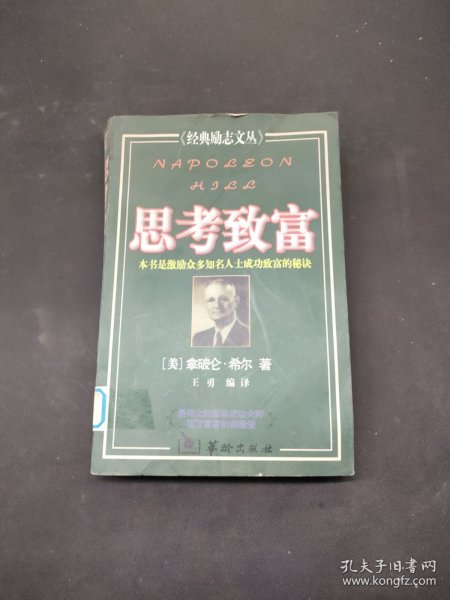 《经典励志文丛》
NAPOLEON
HILL
思考致富
本书是激励众多知名人士成功致富的秘诀
[美]拿破仑·希尔 著
王勇 编译
华龄出版社
孔夫子旧书网
www.kongfz.com